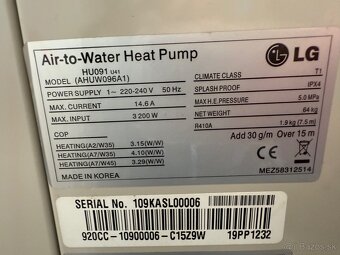 Air-to-Water Heat Pump
LG
HU091 U41
MODEL (AHUW096A1)
POWER SUPPLY 1~ 220-240 V 50 Hz
MAX. CURRENT 14.6 A
MAX. INPUT 3 200 W
COP
HEATING(A2/W35) 3.15(W/W)
HEATING(A7/W35) 4.10(W/W)
HEATING(A7/W45) 3.29(W/W)
MADE IN KOREA
CLIMATE CLASS T1
SPLASH PROOF IPX4
MAX.H.E. PRESSURE 5.0 MPa
NET WEIGHT 64 kg
R410A 1.9 kg (7.5 m)
Add 30 g/m Over 15 m
MEZ58312514
SERIAL No. 109KASL00006
920CC-10900006-C15Z9W 19PP1232
bazar.sk